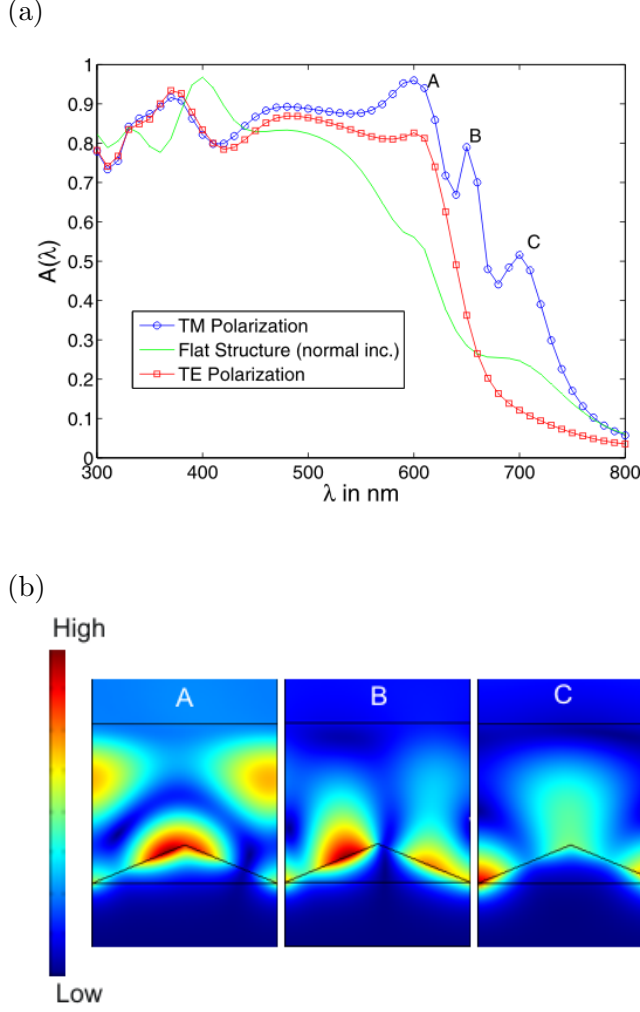 (a)
1
0.9
0.8
0.7
0.6
0.5
0.4
0.3
0.2
0.1
0
A(λ)
A
B
C
TM Polarization
Flat Structure (normal inc.)
TE Polarization
300
400
500
600
700
800
λ in nm
(b)
High
A
B
C
Low